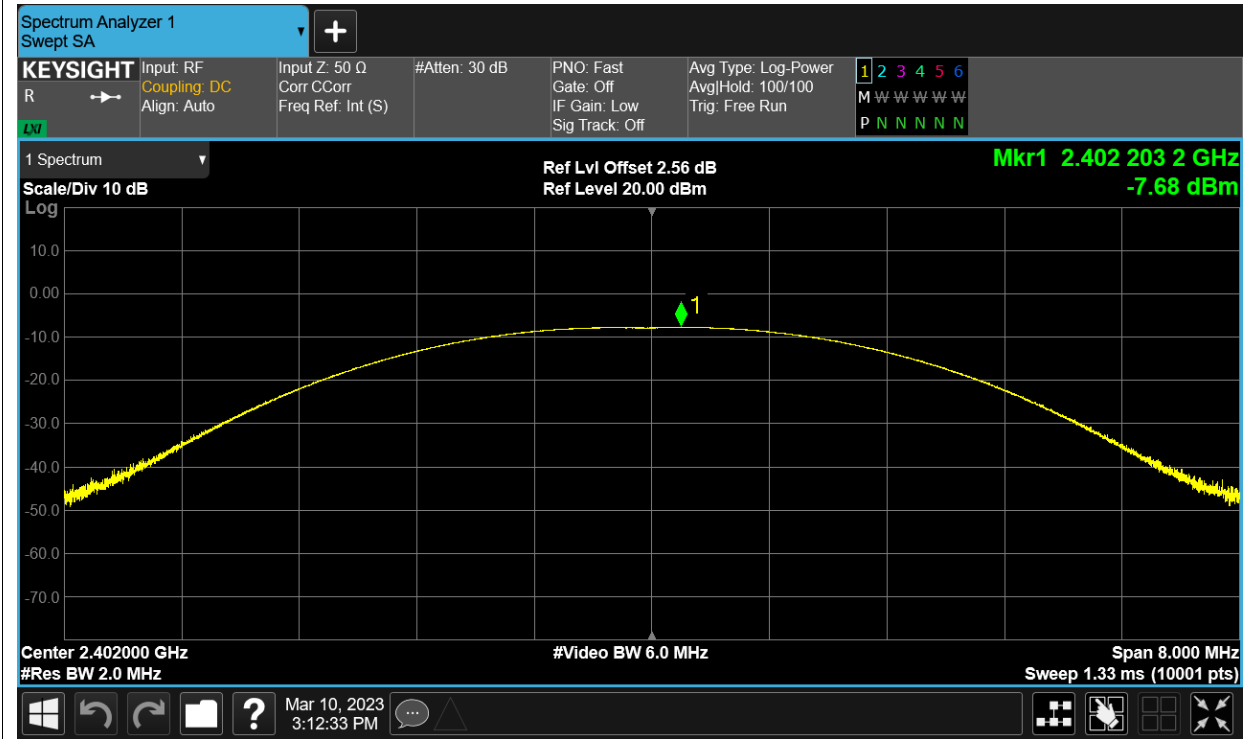 Spectrum Analyzer 1
Swept SA
KEYSIGHT
R
LXI
Input: RF
Coupling: DC
Align: Auto
Input Z: 50 Ω
Corr CCorr
Freq Ref: Int (S)
#Atten: 30 dB
PNO: Fast
Gate: Off
IF Gain: Low
Sig Track: Off
Avg Type: Log-Power
Avg|Hold: 100/100
Trig: Free Run
1 2 3 4 5 6
M W W W W W
P N N N N N
1 Spectrum
Scale/Div 10 dB
Ref Lvl Offset 2.56 dB
Ref Level 20.00 dBm
Mkr1 2.402 203 2 GHz
-7.68 dBm
Log
10.0
0.00
1
-10.0
-20.0
-30.0
-40.0
-50.0
-60.0
-70.0
Center 2.402000 GHz
#Video BW 6.0 MHz
Span 8.000 MHz
#Res BW 2.0 MHz
Sweep 1.33 ms (10001 pts)
?
Mar 10, 2023
3:12:33 PM